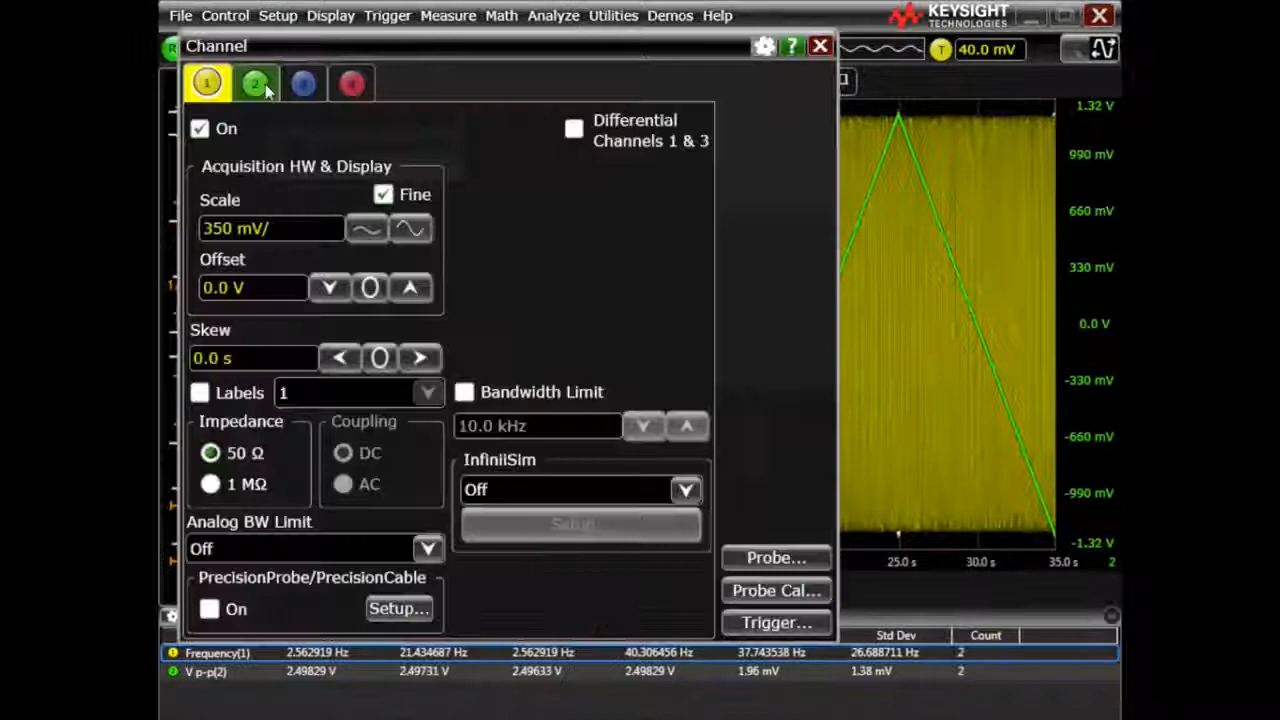 File Control Setup Display Trigger Measure Math Analyze Utilities Demos Help
KEYSIGHT
TECHNOLOGIES
Channel
T
40.0 mV
1
2
On
Differential
Channels 1 & 3
Acquisition HW & Display
Fine
Scale
350 mV/
Offset
0.0 V
0
Skew
0.0 s
0
Labels
1
Bandwidth Limit
10.0 kHz
Impedance
Coupling
50 Ω
DC
1 MΩ
AC
InfiniiSim
Off
Setup...
Analog BW Limit
Off
PrecisionProbe/PrecisionCable
On
Setup...
Probe...
Probe Cal...
Trigger...
1.32 V
990 mV
660 mV
330 mV
0.0 V
-330 mV
-660 mV
-990 mV
-1.32 V
25.0 s 30.0 s 35.0 s 2
Std Dev Count
Frequency(1) 2.562919 Hz 21.434687 Hz 2.562919 Hz 40.306456 Hz 37.743538 Hz 26.688711 Hz 2
V p-p(2) 2.49829 V 2.49731 V 2.49633 V 2.49829 V 1.96 mV 1.38 mV 2